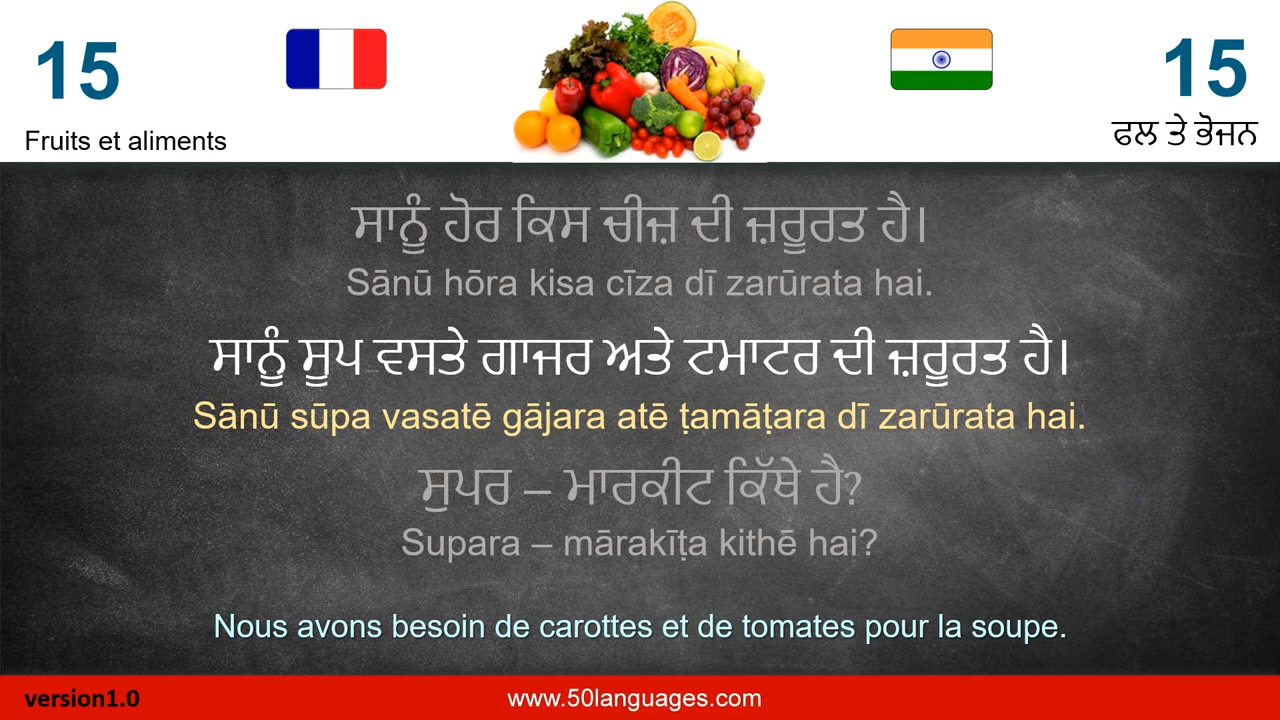 15
15
Fruits et aliments
ਫਲ ਤੇ ਭੋਜਨ
ਸਾਨੂੰ ਹੋਰ ਕਿਸ ਚੀਜ਼ ਦੀ ਜ਼ਰੂਰਤ ਹੈ।
Sānū hōra kisa cīza dī zarūrata hai.
ਸਾਨੂੰ ਸੂਪ ਵਸਤੇ ਗਾਜਰ ਅਤੇ ਟਮਾਟਰ ਦੀ ਜ਼ਰੂਰਤ ਹੈ।
Sānū sūpa vasatē gājara atē ṭamāṭara dī zarūrata hai.
ਸੁਪਰ – ਮਾਰਕੀਟ ਕਿੱਥੇ ਹੈ?
Supara – mārakīṭa kithē hai?
Nous avons besoin de carottes et de tomates pour la soupe.
version1.0
www.50languages.com